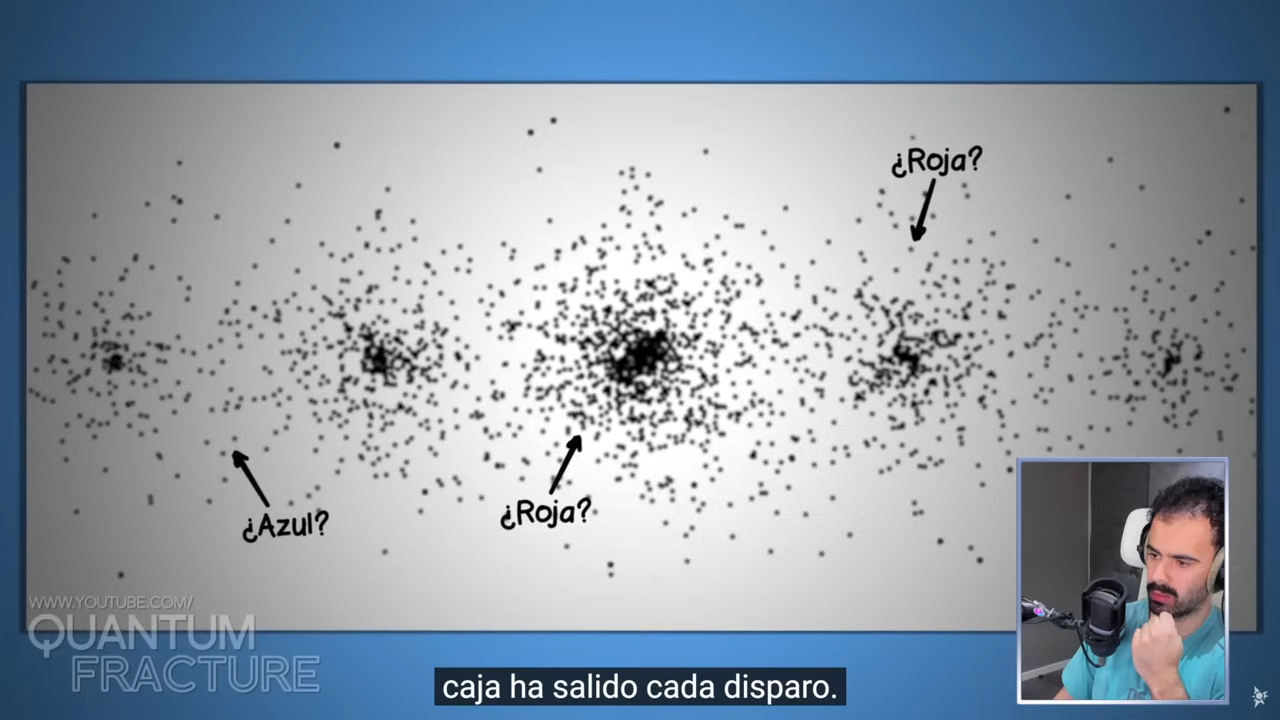 ¿Roja?
¿Azul?
¿Roja?
WWW.YOUTUBE.COM/
QUANTUM
FRACTURE
caja ha salido cada disparo.